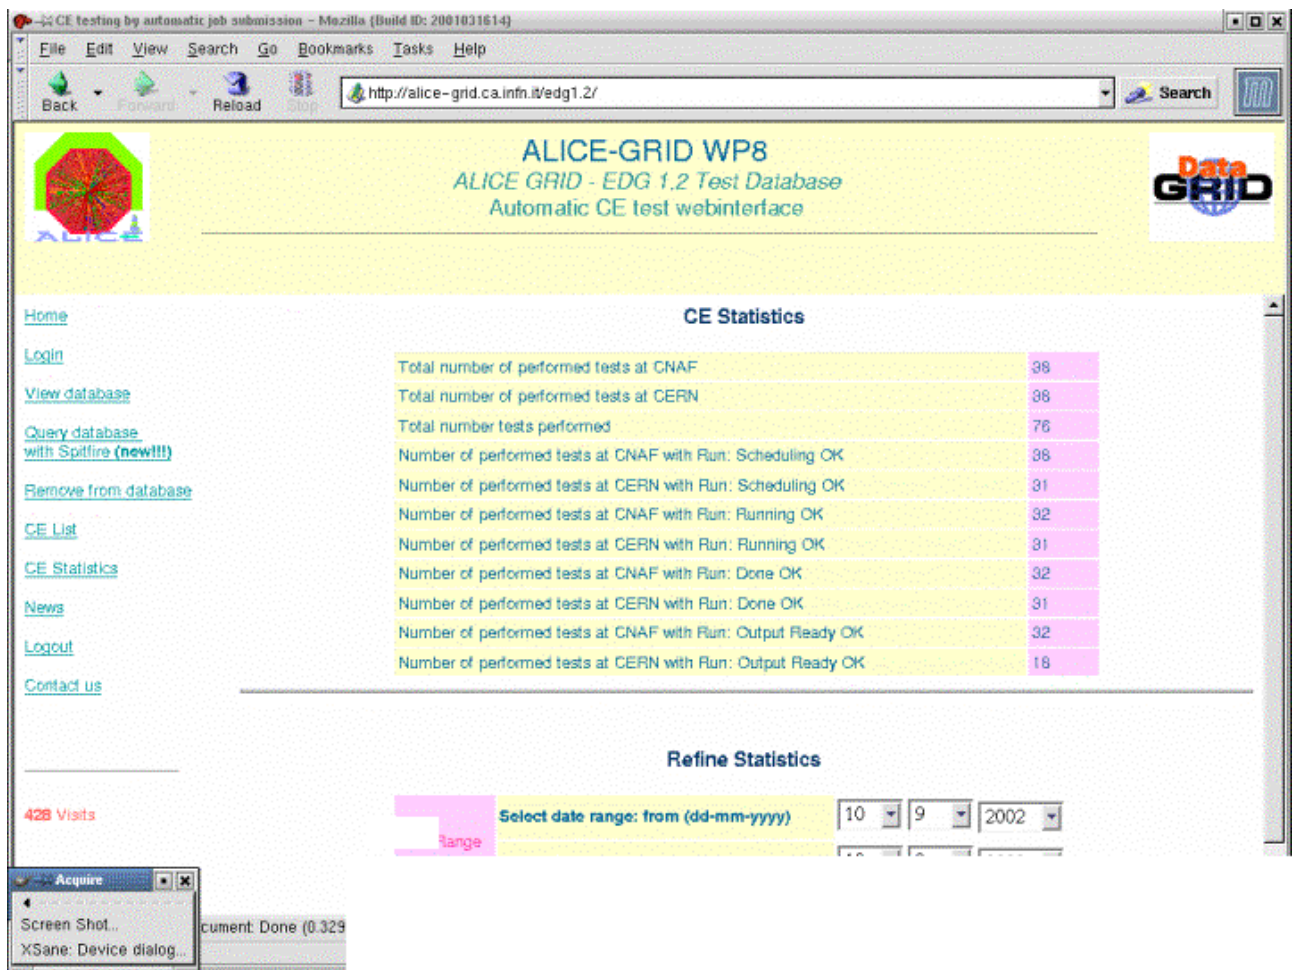 CE testing by automatic job submission - Mozilla {Build ID: 2001031614}
File Edit View Search Go Bookmarks Tasks Help
Back Forward Reload Stop http://alice-grid.ca.infn.it/edg1.2/ Search
ALICE-GRID WP8
ALICE GRID - EDG 1.2 Test Database
Automatic CE test webinterface
ALICE
Data
GRID
Home
Login
View database
Query database
with Spitfire (new!!!)
Remove from database
CE List
CE Statistics
News
Logout
Contact us
428 Visits
CE Statistics
Total number of performed tests at CNAF 38
Total number of performed tests at CERN 38
Total number tests performed 76
Number of performed tests at CNAF with Run: Scheduling OK 38
Number of performed tests at CERN with Run: Scheduling OK 31
Number of performed tests at CNAF with Run: Running OK 32
Number of performed tests at CERN with Run: Running OK 31
Number of performed tests at CNAF with Run: Done OK 32
Number of performed tests at CERN with Run: Done OK 31
Number of performed tests at CNAF with Run: Output Ready OK 32
Number of performed tests at CERN with Run: Output Ready OK 18
Refine Statistics
Select date range: from (dd-mm-yyyy) 10 9 2002
Range
Acquire
Screen Shot...
XSane: Device dialog...
cument: Done (0.329